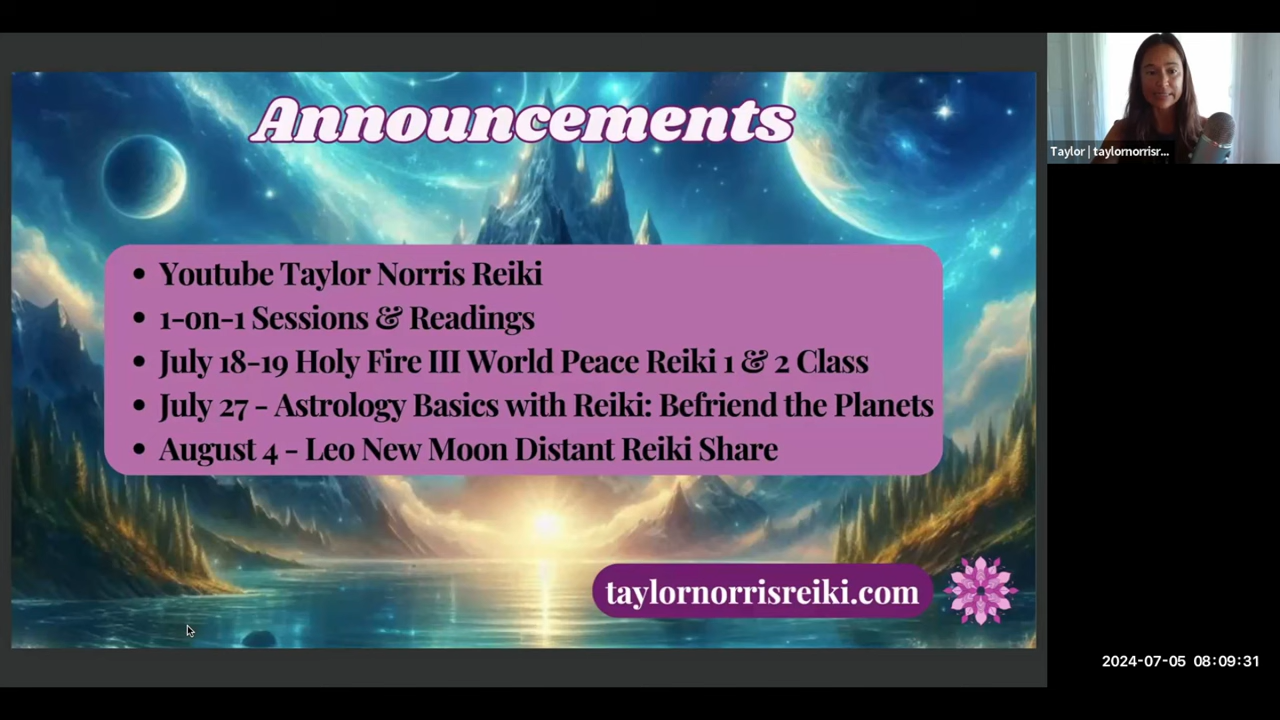 Announcements
• Youtube Taylor Norris Reiki
• 1-on-1 Sessions & Readings
• July 18-19 Holy Fire III World Peace Reiki 1 & 2 Class
• July 27 - Astrology Basics with Reiki: Befriend the Planets
• August 4 - Leo New Moon Distant Reiki Share
taylornorrisreiki.com
Taylor | taylornorrisr...
2024-07-05 08:09:31